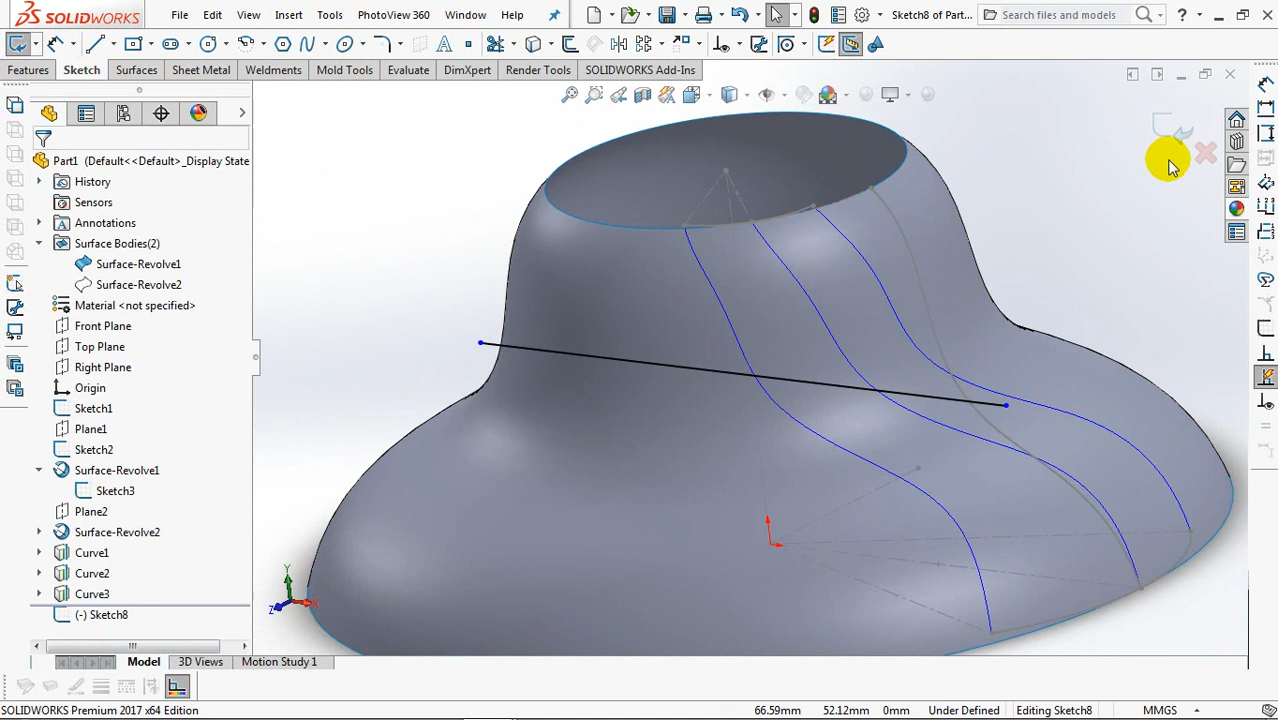 SOLIDWORKS File Edit View Insert Tools PhotoView 360 Window Help Sketch8 of Part... Search files and models ?
Features Sketch Surfaces Sheet Metal Weldments Mold Tools Evaluate DimXpert Render Tools SOLIDWORKS Add-Ins
Part1 (Default<<Default>_Display State
History
Sensors
Annotations
Surface Bodies(2)
Surface-Revolve1
Surface-Revolve2
Material <not specified>
Front Plane
Top Plane
Right Plane
Origin
Sketch1
Plane1
Sketch2
Surface-Revolve1
Sketch3
Plane2
Surface-Revolve2
Curve1
Curve2
Curve3
(-) Sketch8
Y
Z X
Model 3D Views Motion Study 1
SOLIDWORKS Premium 2017 x64 Edition 66.59mm 52.12mm 0mm Under Defined Editing Sketch8 MMGS